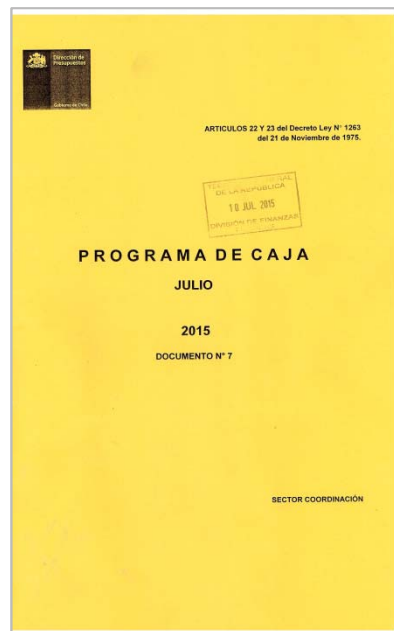 Dirección de
Presupuestos
Gobierno de Chile
ARTICULOS 22 Y 23 del Decreto Ley N° 1263
del 21 de Noviembre de 1975.
DE LA REPUBLICA
10 JUL. 2015
DIVISIÓN DE FINANZAS
PROGRAMA DE CAJA
JULIO
2015
DOCUMENTO N° 7
SECTOR COORDINACIÓN